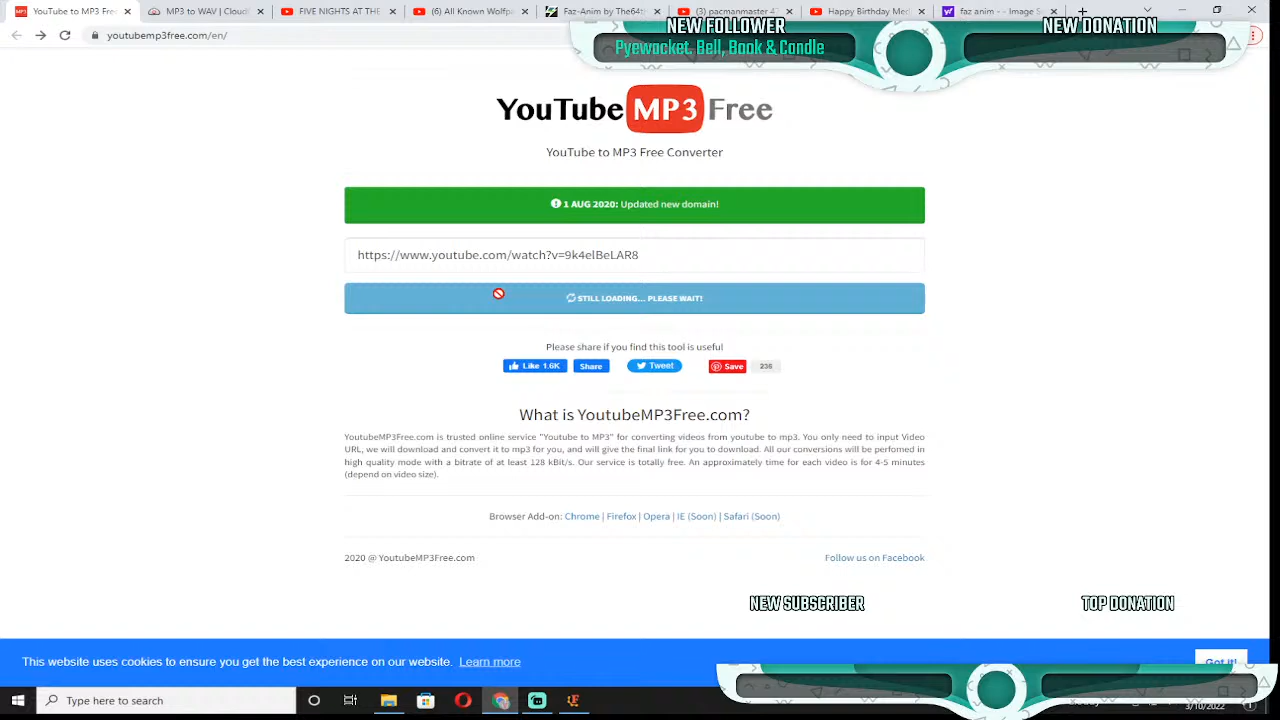 YouTube MP3 Free
MP3 to WAV | Cloud
FIVE NIGHTS AT THE
(6) All Known Wolfpa
Faz-Anim by The64t
(3) pacmanmaster 4
Happy Birthday Med
faz anim - - Image S
youtubemp3free.com/en/
NEW FOLLOWER
Pyewacket. Bell, Book & Candle
NEW DONATION
YouTube MP3 Free
YouTube to MP3 Free Converter
1 AUG 2020: Updated new domain!
https://www.youtube.com/watch?v=9k4elBeLAR8
STILL LOADING... PLEASE WAIT!
Please share if you find this tool is useful
Like 1.6K Share Tweet Save 236
What is YoutubeMP3Free.com?
YoutubeMP3Free.com is trusted online service "Youtube to MP3" for converting videos from youtube to mp3. You only need to input Video
URL, we will download and convert it to mp3 for you, and will give the final link for you to download. All our conversions will be perfomed in
high quality mode with a bitrate of at least 128 kBit/s. Our service is totally free. An approximately time for each video is for 4-5 minutes
(depend on video size).
Browser Add-on: Chrome | Firefox | Opera | IE (Soon) | Safari (Soon)
2020 @ YoutubeMP3Free.com
Follow us on Facebook
NEW SUBSCRIBER
TOP DONATION
This website uses cookies to ensure you get the best experience on our website. Learn more
Got it!
Type here to search
3/10/2022